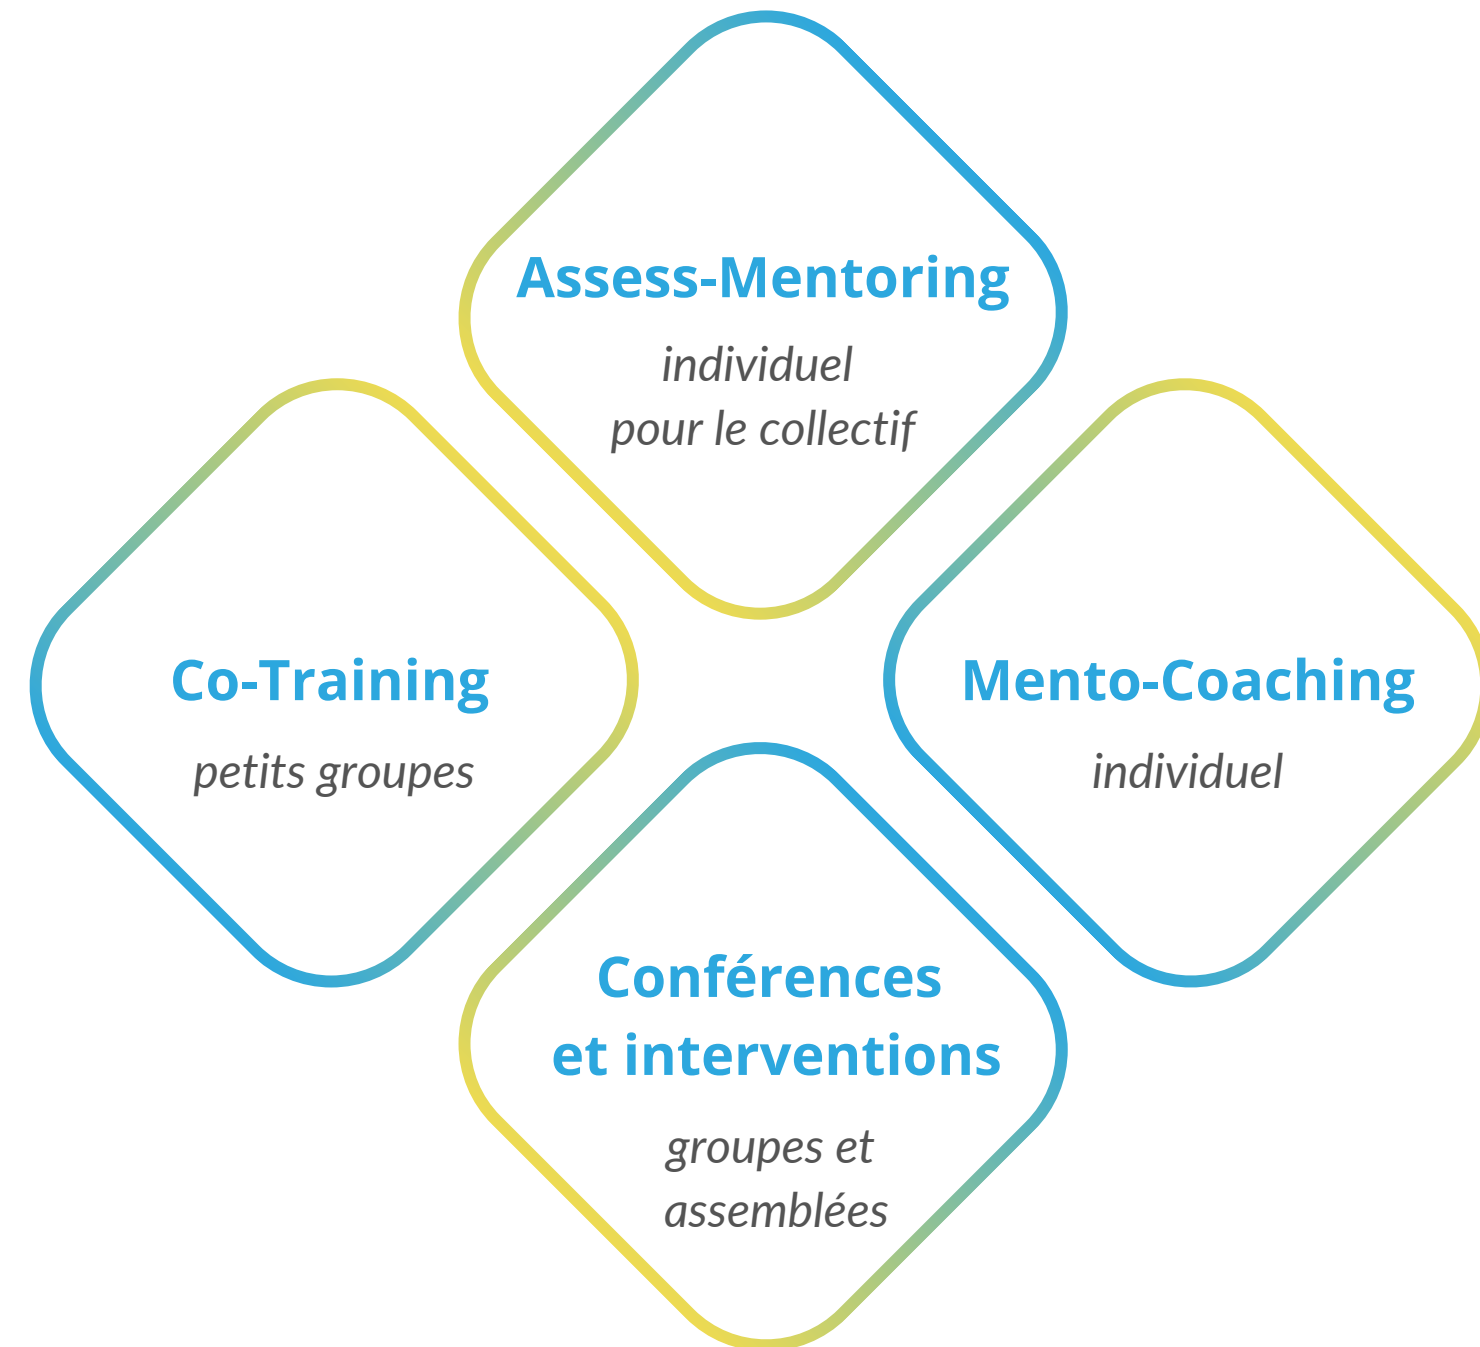 Assess-Mentoring
individuel
pour le collectif
Co-Training
petits groupes
Mento-Coaching
individuel
Conférences
et interventions
groupes et
assemblées